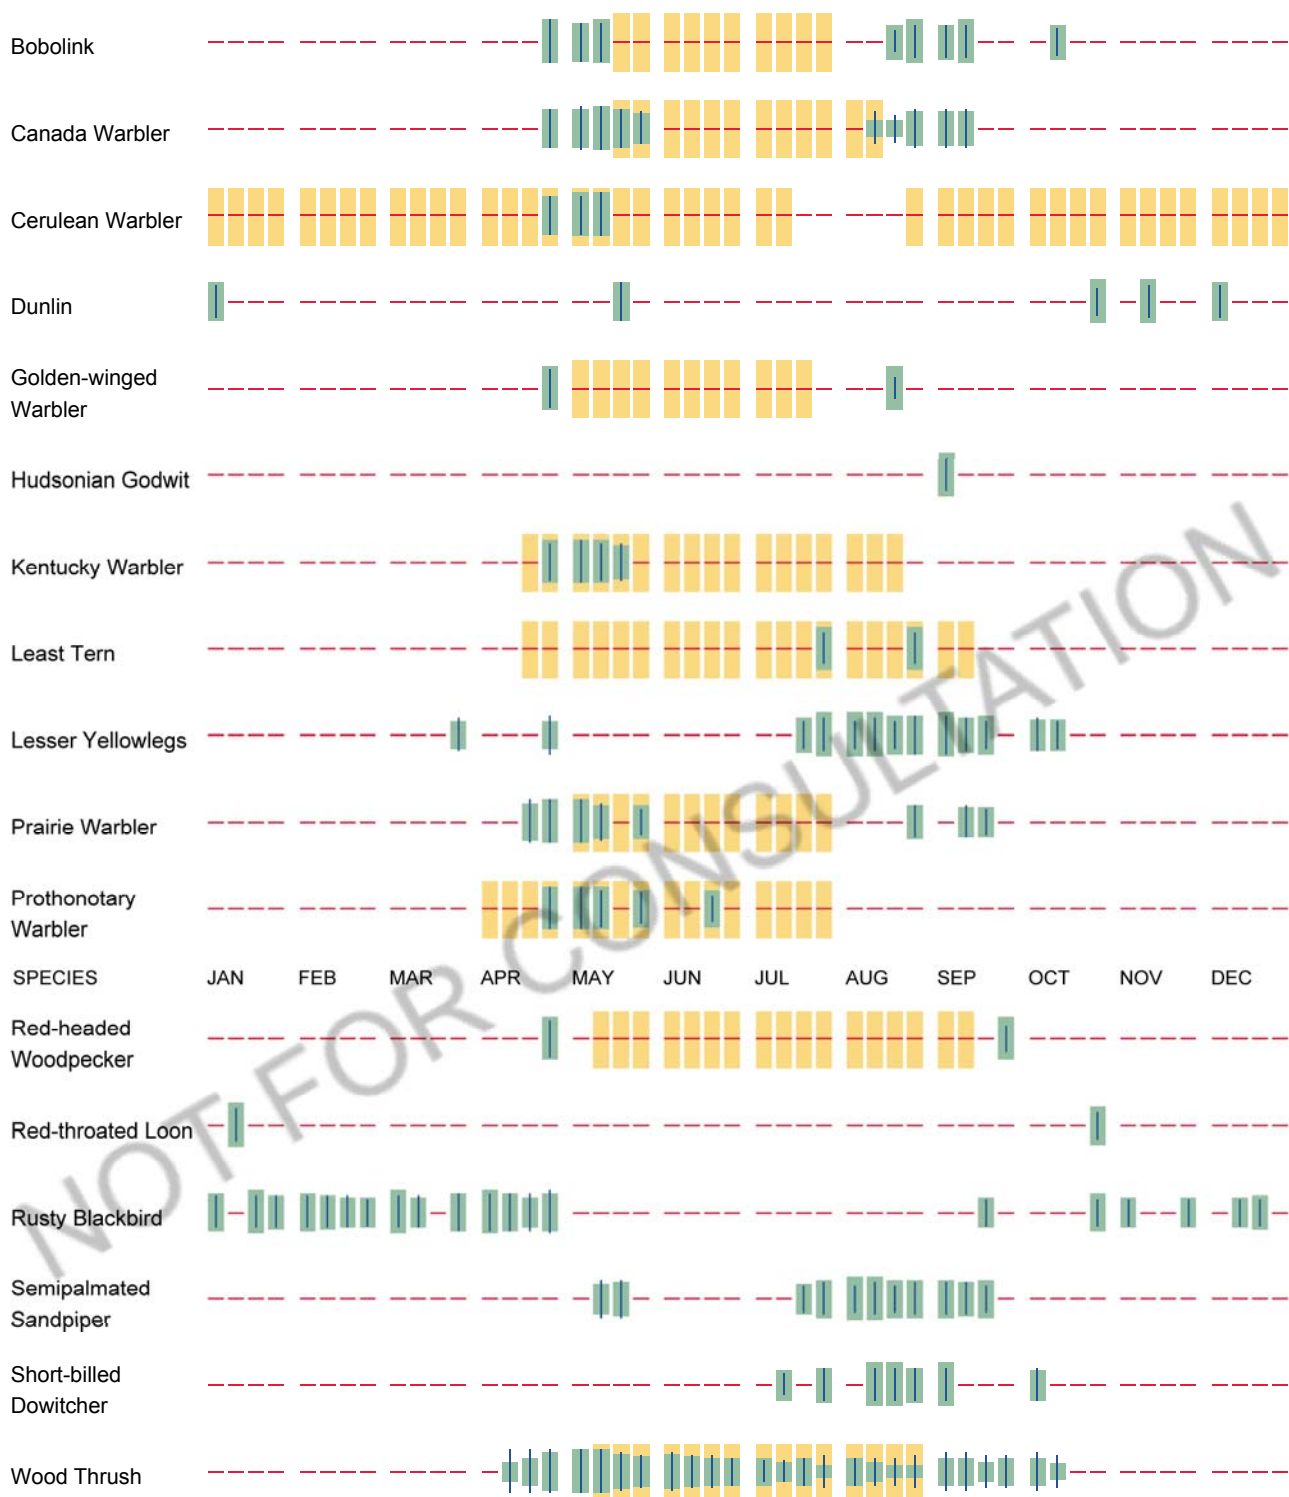 Bobolink
Canada Warbler
Cerulean Warbler
Dunlin
Golden-winged
Warbler
Hudsonian Godwit
Kentucky Warbler
Least Tern
Lesser Yellowlegs
Prairie Warbler
Prothonotary
Warbler
SPECIES JAN FEB MAR APR MAY JUN JUL AUG SEP OCT NOV DEC
Red-headed
Woodpecker
Red-throated Loon
Rusty Blackbird
Semipalmated
Sandpiper
Short-billed
Dowitcher
Wood Thrush
NOT FOR CONSULTATION